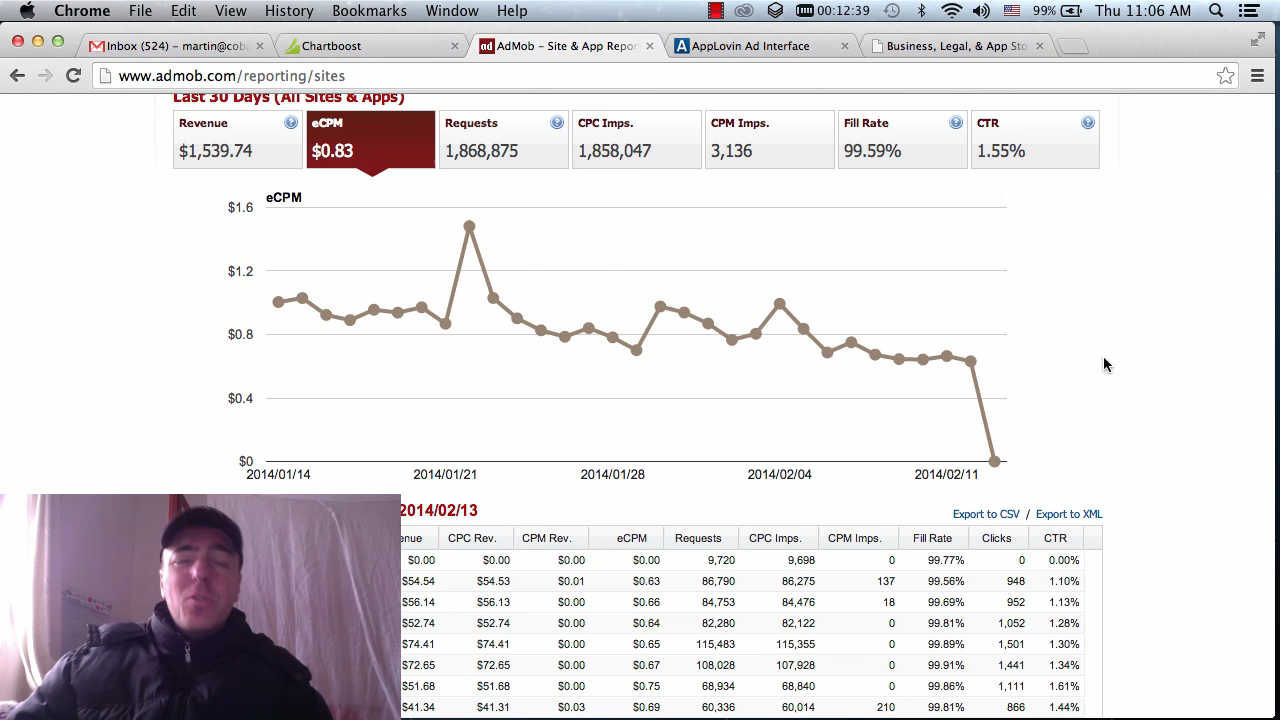 Chrome File Edit View History Bookmarks Window Help 00:12:39 99% Thu 11:06 AM
Inbox (524) – martin@coba Chartboost AdMob – Site & App Repor AppLovin Ad Interface Business, Legal, & App Sto
www.admob.com/reporting/sites
Last 30 Days (All Sites & Apps)
Revenue eCPM Requests CPC Imps. CPM Imps. Fill Rate CTR
$1,539.74 $0.83 1,868,875 1,858,047 3,136 99.59% 1.55%
eCPM
$1.6
$1.2
$0.8
$0.4
$0
2014/01/14 2014/01/21 2014/01/28 2014/02/04 2014/02/11
2014/02/13 Export to CSV / Export to XML
enue CPC Rev. CPM Rev. eCPM Requests CPC Imps. CPM Imps. Fill Rate Clicks CTR
$0.00 $0.00 $0.00 $0.00 9,720 9,698 0 99.77% 0 0.00%
$54.54 $54.53 $0.01 $0.63 86,790 86,275 137 99.56% 948 1.10%
$56.14 $56.13 $0.00 $0.66 84,753 84,476 18 99.69% 952 1.13%
$52.74 $52.74 $0.00 $0.64 82,280 82,122 0 99.81% 1,052 1.28%
$74.41 $74.41 $0.00 $0.65 115,483 115,355 0 99.89% 1,501 1.30%
$72.65 $72.65 $0.00 $0.67 108,028 107,928 0 99.91% 1,441 1.34%
$51.68 $51.68 $0.00 $0.75 68,934 68,840 0 99.86% 1,111 1.61%
$41.34 $41.31 $0.03 $0.69 60,336 60,014 210 99.81% 866 1.44%